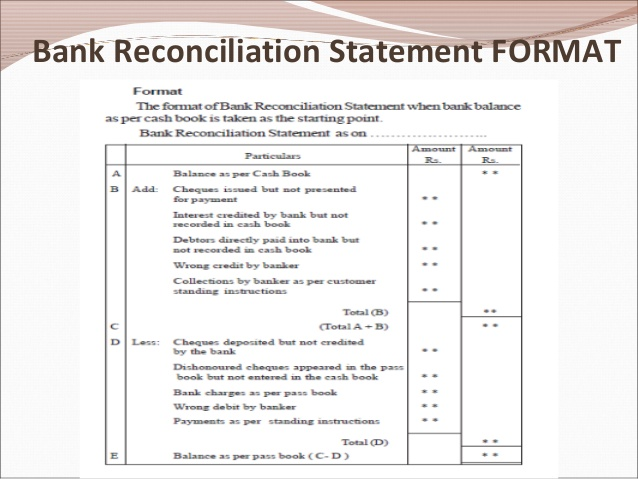 Bank Reconciliation Statement FORMAT
Format
The format of Bank Reconciliation Statement when bank balance
as per cash book is taken as the starting point.
Bank Reconciliation Statement as on ........................
Particulars Amount Rs. Amount Rs.
A Balance as per Cash Book * *
B Add: Cheques issued but not presented
for payment * *
Interest credited by bank but not
recorded in cash book * *
Debtors directly paid into bank but
not recorded in cash book * *
Wrong credit by banker * *
Collections by banker as per customer
standing instructions * *
Total (B) **
C (Total A + B) * *
D Less: Cheques deposited but not credited
by the bank * *
Dishonoured cheques appeared in the pass
book but not entered in the cash book * *
Bank charges as per pass book * *
Wrong debit by banker * *
Payments as per standing instructions * *
Total (D) * *
E Balance as per pass book ( C- D ) * *